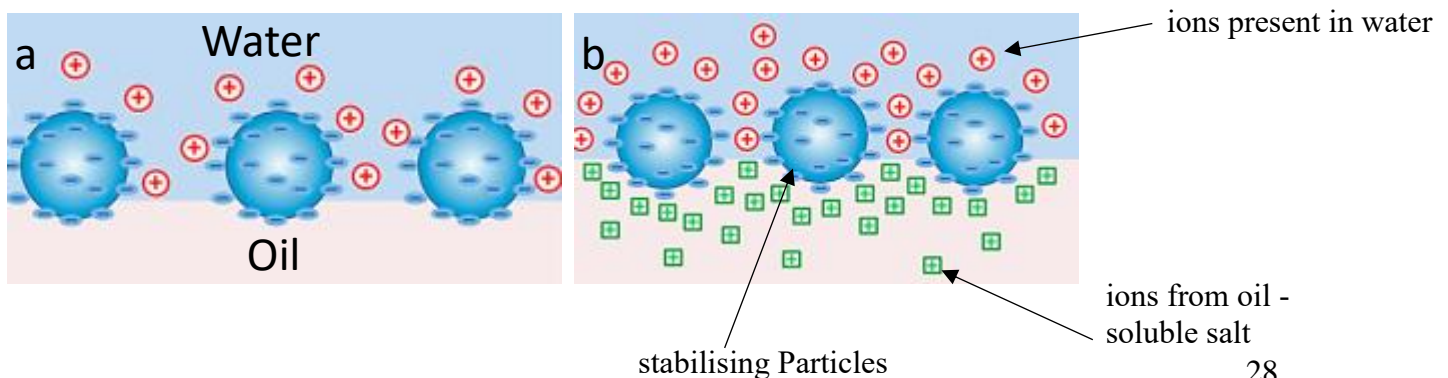 a
Water
Oil
b
ions present in water
ions from oil -
soluble salt
stabilising Particles
28